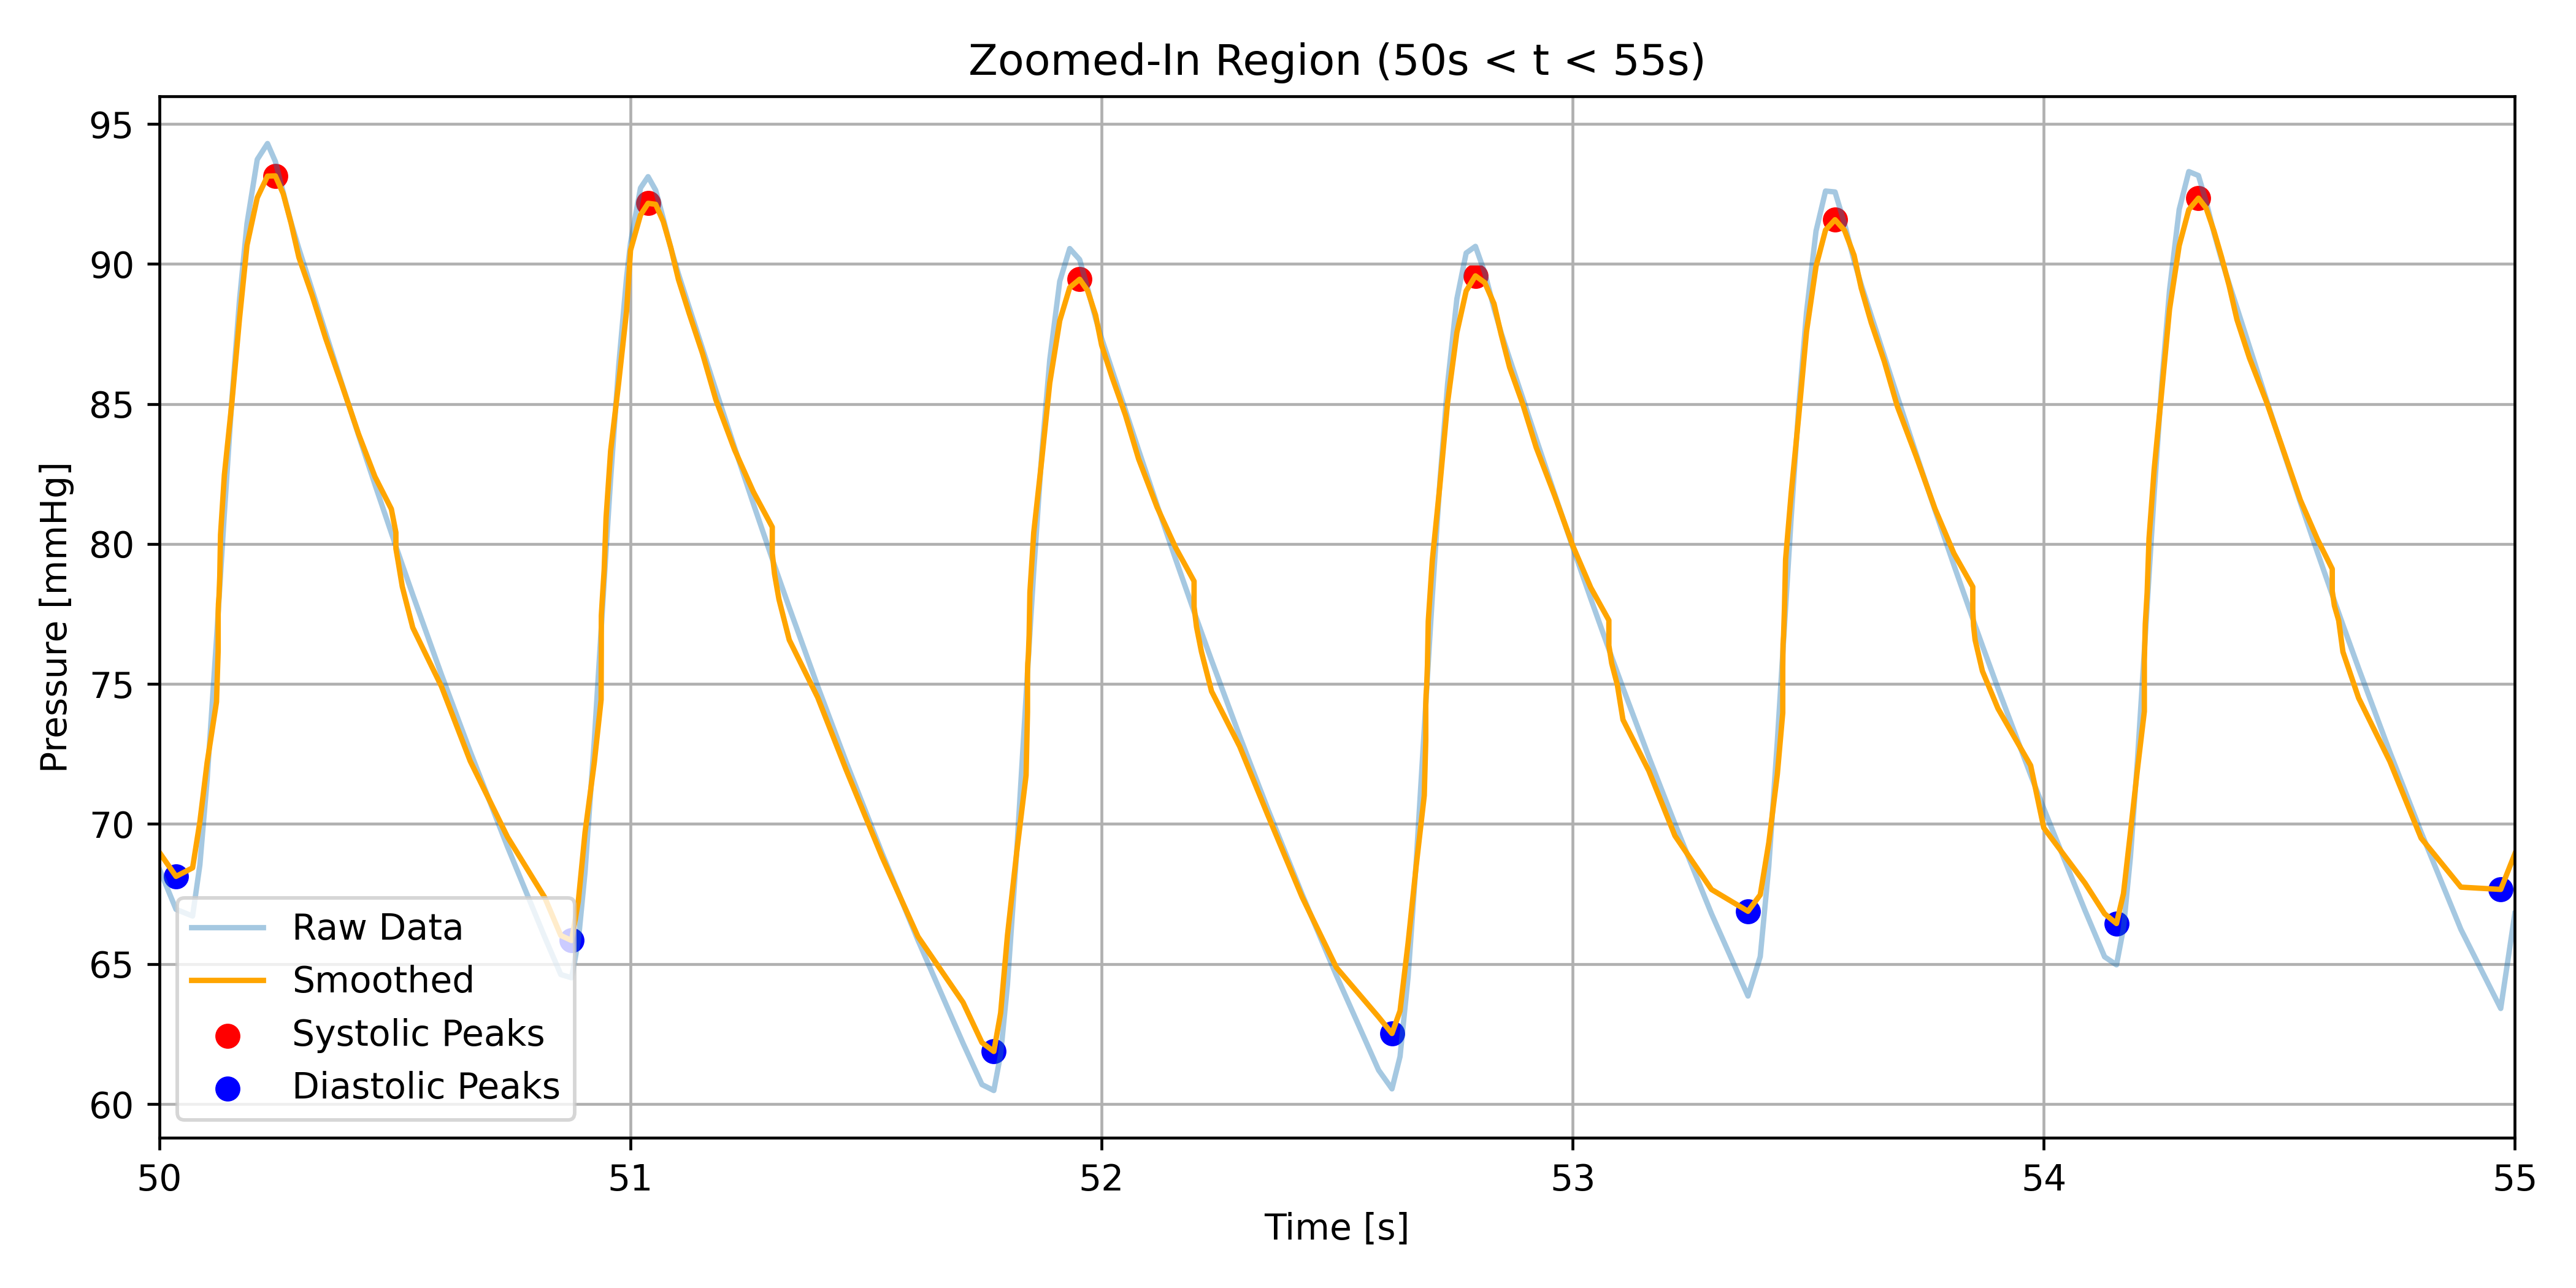 Zoomed-In Region (50s < t < 55s)
95
90
85
80
75
70
65
60
Pressure [mmHg]
Raw Data
Smoothed
Systolic Peaks
Diastolic Peaks
50 51 52 53 54 55
Time [s]